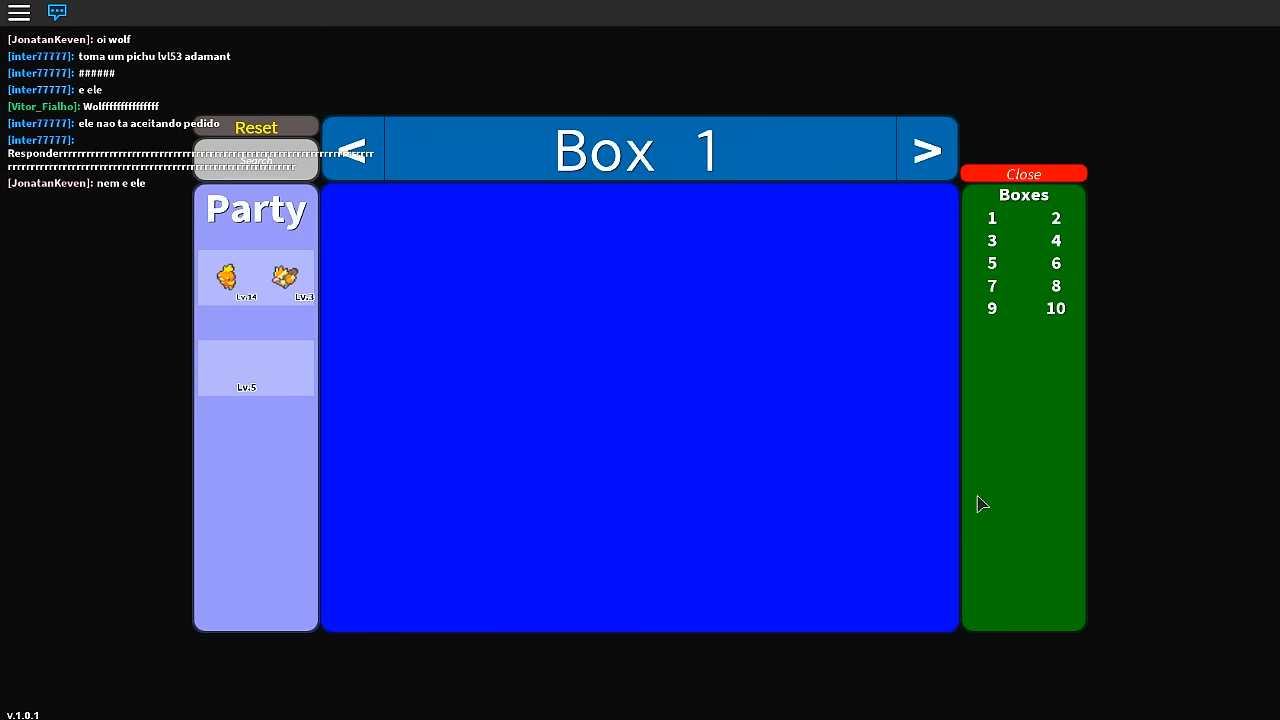 [JonatanKeven]: oi wolf
[inter77777]: toma um pichu lvl53 adamant
[inter77777]: ######
[inter77777]: e ele
[Vitor_Fialho]: Wolffffffffffffff
[inter77777]: ele nao ta aceitando pedido
[inter77777]:
[JonatanKeven]: nem e ele
Reset
Search
< Box 1 >
Party
Lv.14 Lv.3
Lv.5
Close
Boxes
1 2
3 4
5 6
7 8
9 10
v.1.0.1